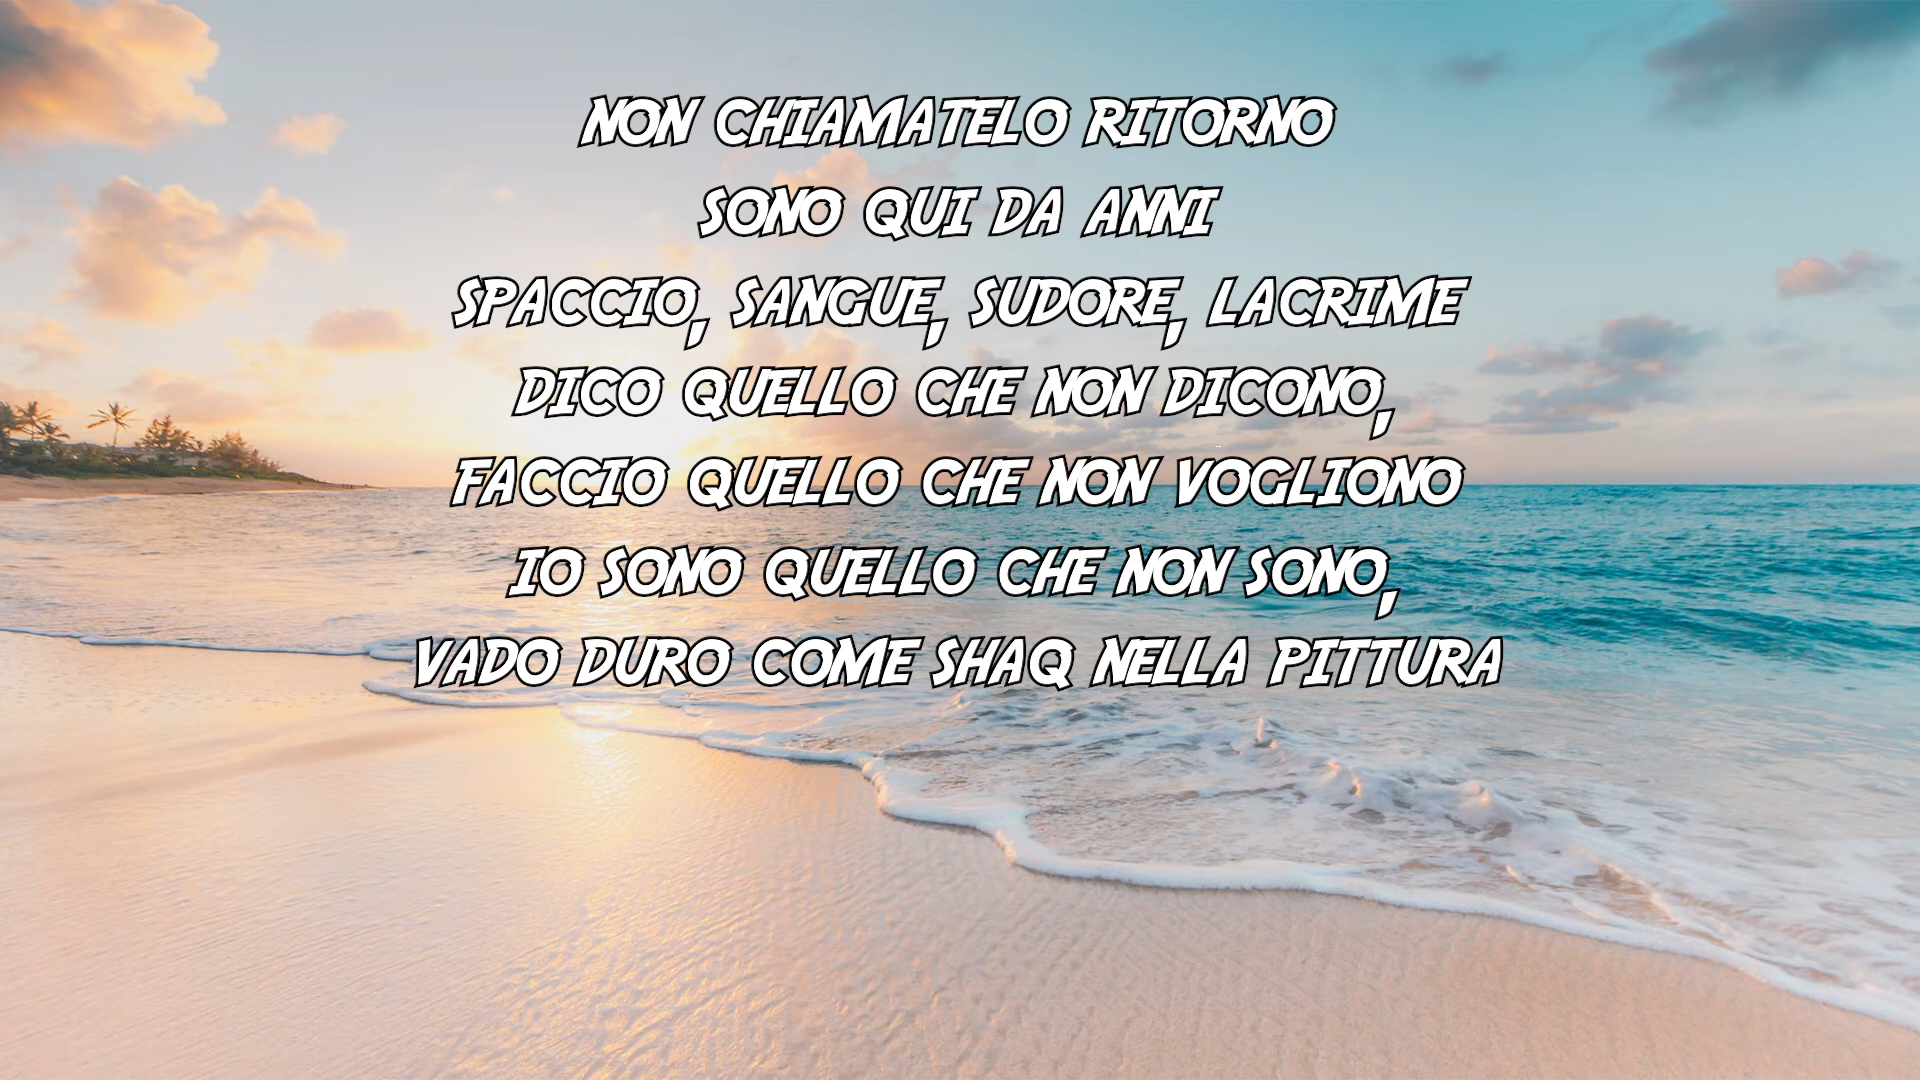 NON CHIAMATELO RITORNO
SONO QUI DA ANNI
SPACCIO, SANGUE, SUDORE, LACRIME
DICO QUELLO CHE NON DICONO,
FACCIO QUELLO CHE NON VOGLIONO
IO SONO QUELLO CHE NON SONO,
VADO DURO COME SHAQ NELLA PITTURA